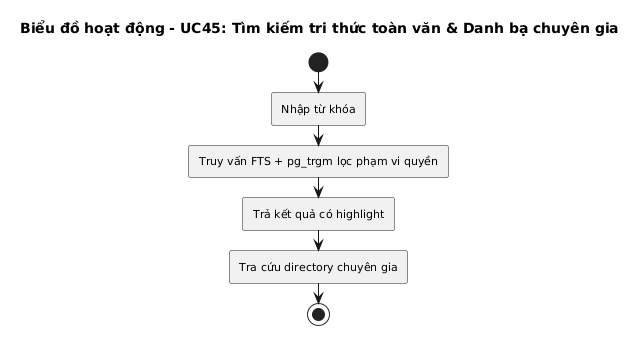 Biểu đồ hoạt động - UC45: Tìm kiếm tri thức toàn văn & Danh bạ chuyên gia
Nhập từ khóa
Truy vấn FTS + pg_trgm lọc phạm vi quyền
Trả kết quả có highlight
Tra cứu directory chuyên gia